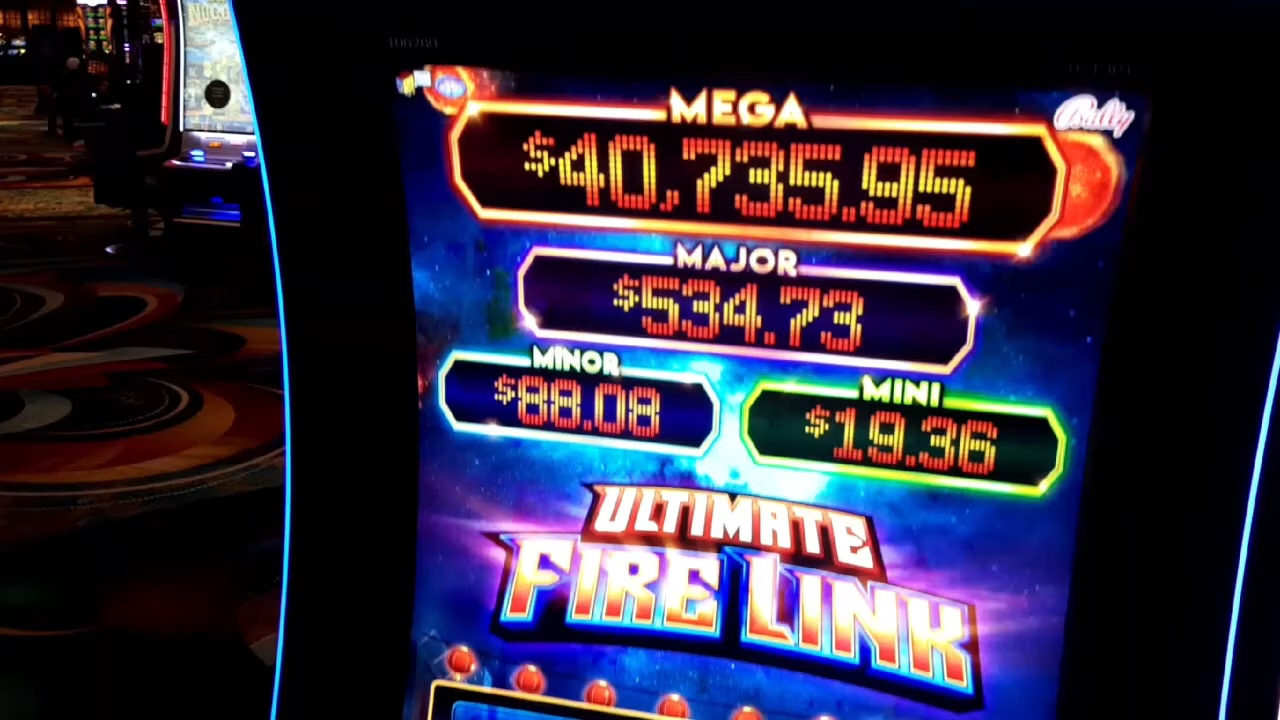 MEGA
Bally
$40,735.95
MAJOR
$534.73
MINOR
$88.08
MINI
$19.36
ULTIMATE
FIRE LINK